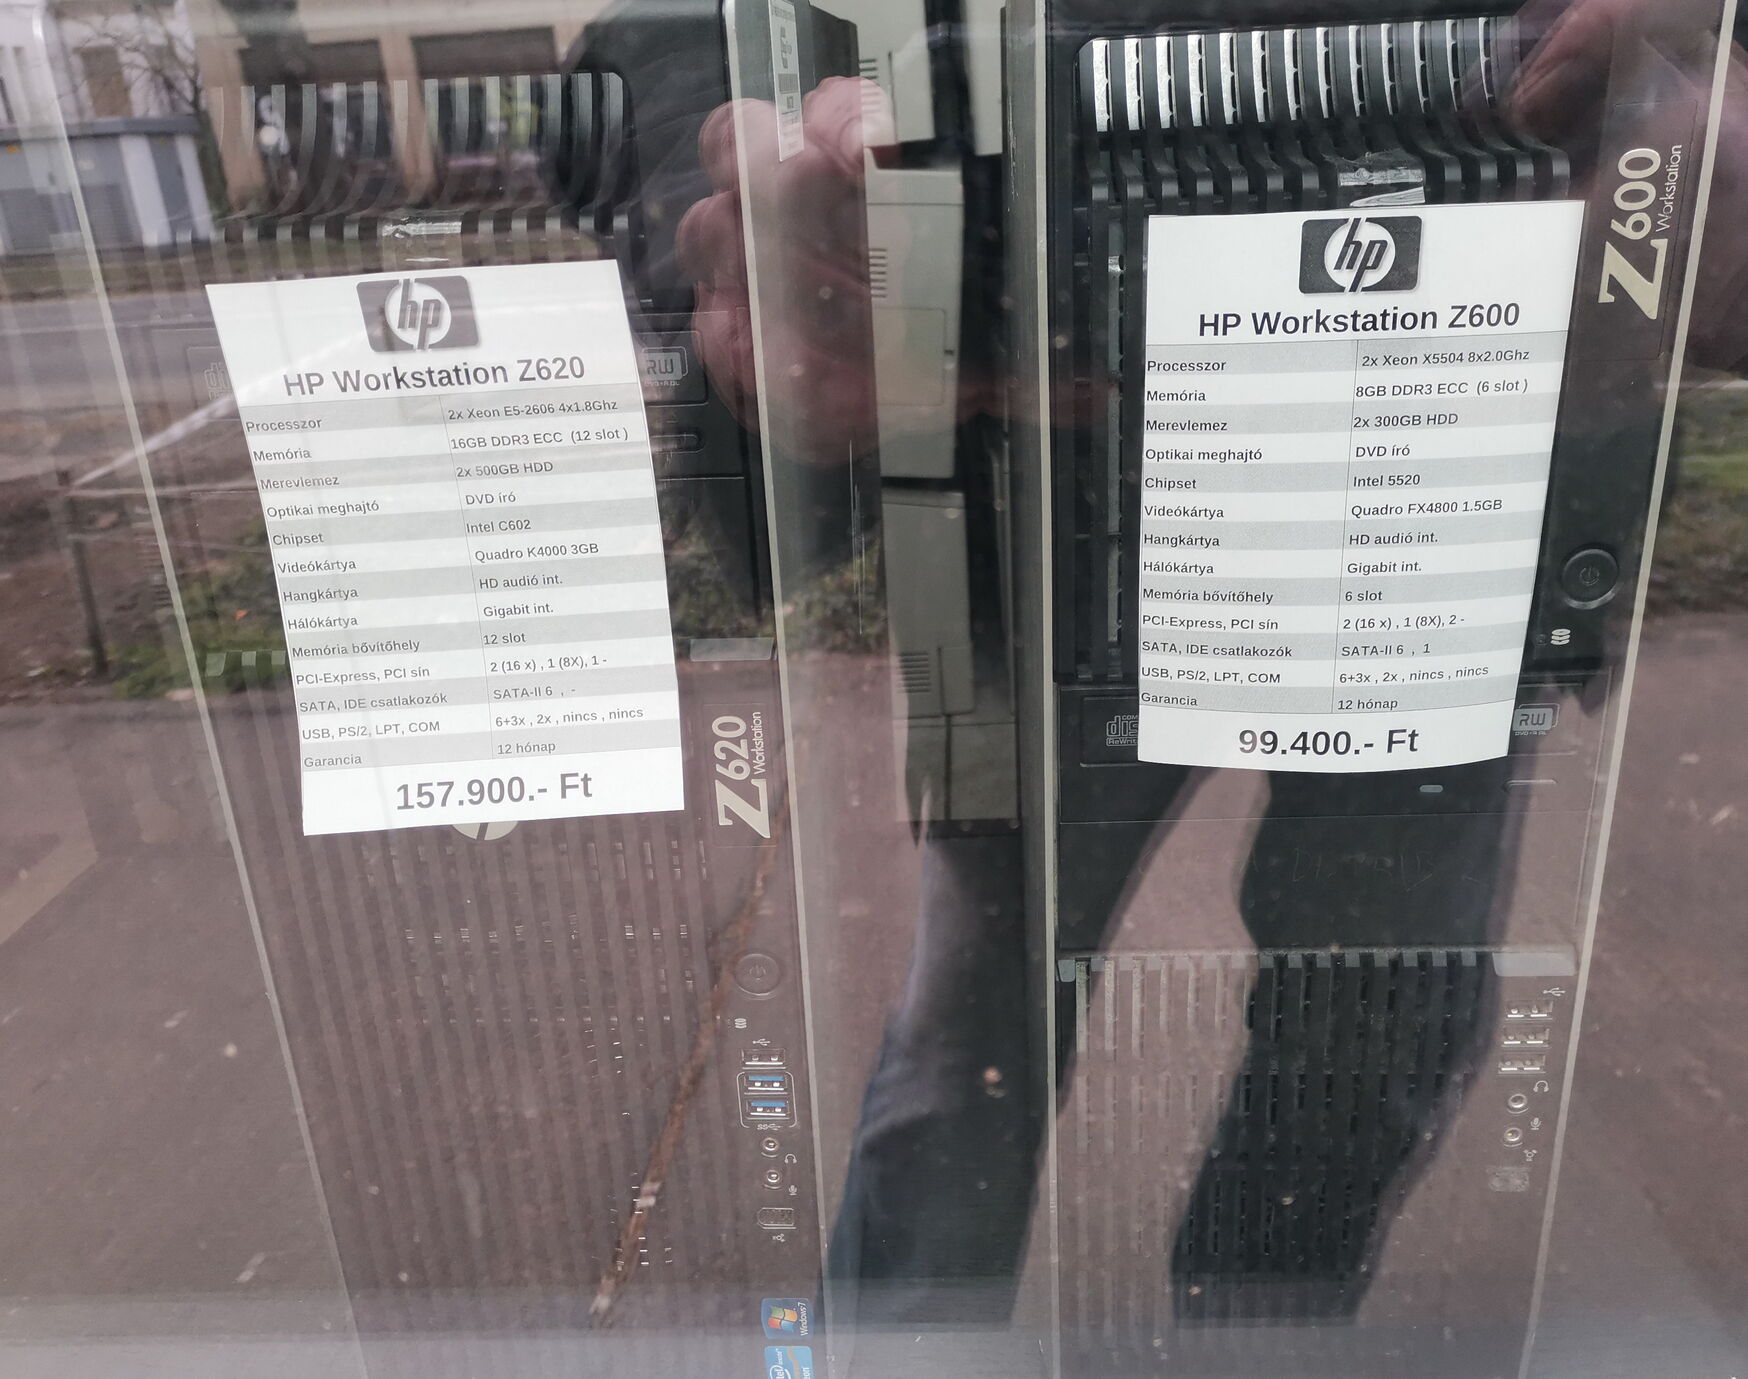 hp
HP Workstation Z620
Processzor 2x Xeon E5-2606 4x1.8Ghz
Memória 16GB DDR3 ECC (12 slot )
Merevlemez 2x 500GB HDD
Optikai meghajtó DVD író
Chipset Intel C602
Videókártya Quadro K4000 3GB
Hangkártya HD audió int.
Hálókártya Gigabit int.
Memória bővítőhely 12 slot
PCI-Express, PCI sín 2 (16 x) , 1 (8X), 1 -
SATA, IDE csatlakozók SATA-II 6 , -
USB, PS/2, LPT, COM 6+3x , 2x , nincs , nincs
Garancia 12 hónap
157.900.- Ft
RW
Z620
Workstation
Windows 7
hp
HP Workstation Z600
Processzor 2x Xeon X5504 8x2.0Ghz
Memória 8GB DDR3 ECC (6 slot )
Merevlemez 2x 300GB HDD
Optikai meghajtó DVD író
Chipset Intel 5520
Videókártya Quadro FX4800 1.5GB
Hangkártya HD audió int.
Hálókártya Gigabit int.
Memória bővítőhely 6 slot
PCI-Express, PCI sín 2 (16 x) , 1 (8X), 2 -
SATA, IDE csatlakozók SATA-II 6 , 1
USB, PS/2, LPT, COM 6+3x , 2x , nincs , nincs
Garancia 12 hónap
99.400.- Ft
Z600
Workstation
RW